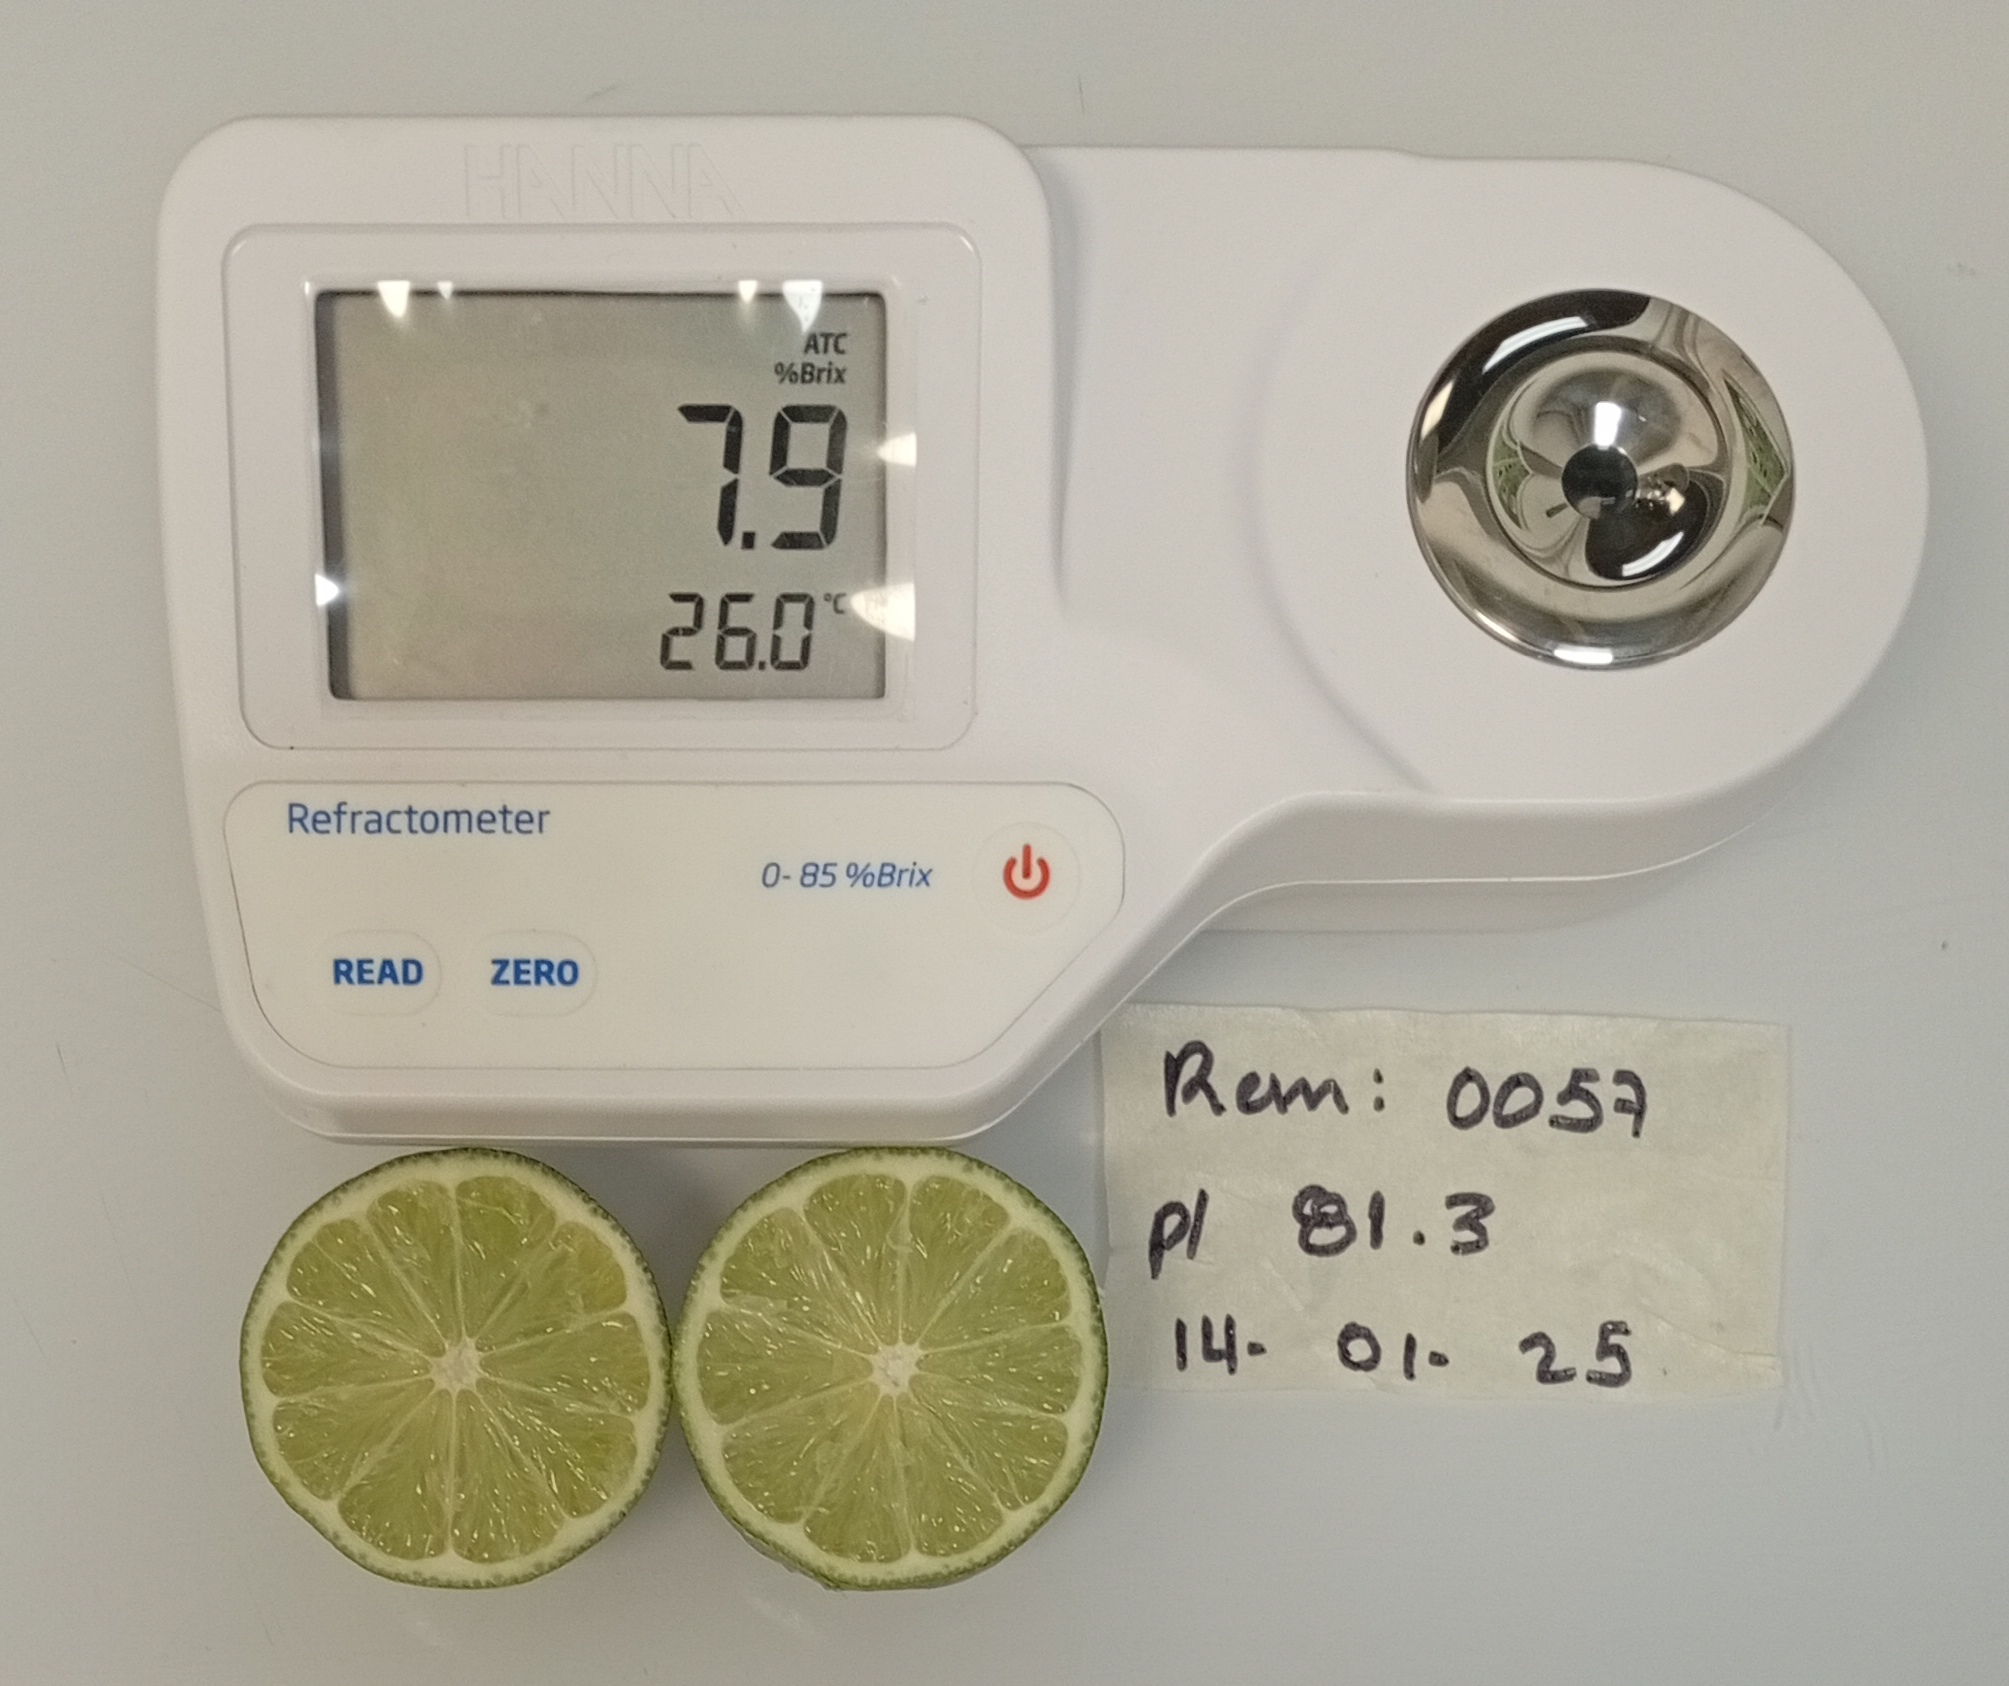 HANNA
ATC
%Brix
7.9
26.0 °C
Refractometer
0- 85 %Brix
READ ZERO
Rem: 0057
p/ 81.3
14- 01- 25